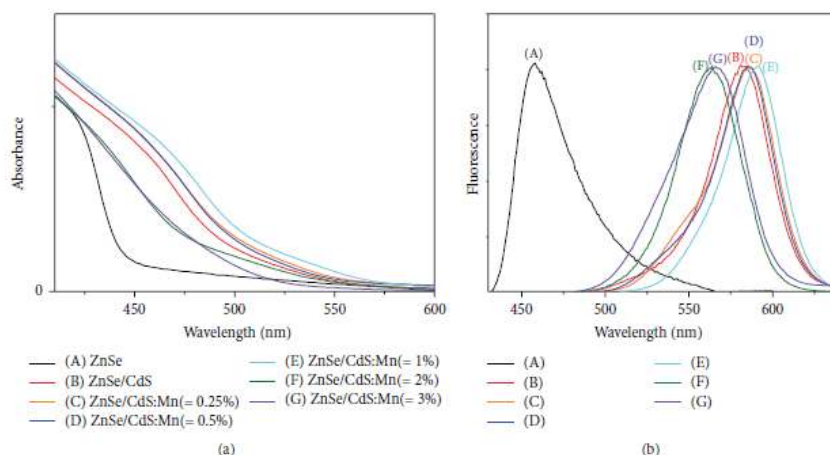 Absorbance
0
450
500
550
600
Wavelength (nm)
(A) ZnSe
(B) ZnSe/CdS
(C) ZnSe/CdS:Mn(= 0.25%)
(D) ZnSe/CdS:Mn(= 0.5%)
(E) ZnSe/CdS:Mn(= 1%)
(F) ZnSe/CdS:Mn(= 2%)
(G) ZnSe/CdS:Mn(= 3%)
(a)
Fluorescence
(A)
(D)
(F)
(G)
(B)
(C)
(E)
450
500
550
600
Wavelength (nm)
(A)
(B)
(C)
(D)
(E)
(F)
(G)
(b)